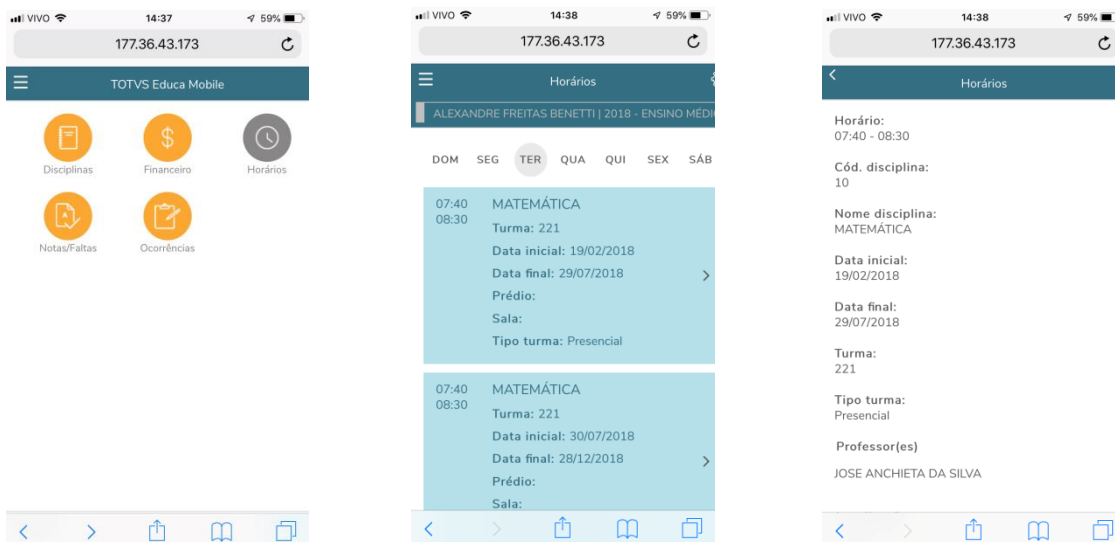 VIVO 14:37 59%
177.36.43.173
TOTVS Educa Mobile
Disciplinas Financeiro Horários
Notas/Faltas Ocorrências
VIVO 14:38 59%
177.36.43.173
Horários
ALEXANDRE FREITAS BENETTI | 2018 - ENSINO MÉDI
DOM SEG TER QUA QUI SEX SÁB
07:40 MATEMÁTICA
08:30
Turma: 221
Data inicial: 19/02/2018
Data final: 29/07/2018
Prédio:
Sala:
Tipo turma: Presencial
07:40 MATEMÁTICA
08:30
Turma: 221
Data inicial: 30/07/2018
Data final: 28/12/2018
Prédio:
Sala:
VIVO 14:38 59%
177.36.43.173
Horários
Horário:
07:40 - 08:30
Cód. disciplina:
10
Nome disciplina:
MATEMÁTICA
Data inicial:
19/02/2018
Data final:
29/07/2018
Turma:
221
Tipo turma:
Presencial
Professor(es)
JOSE ANCHIETA DA SILVA